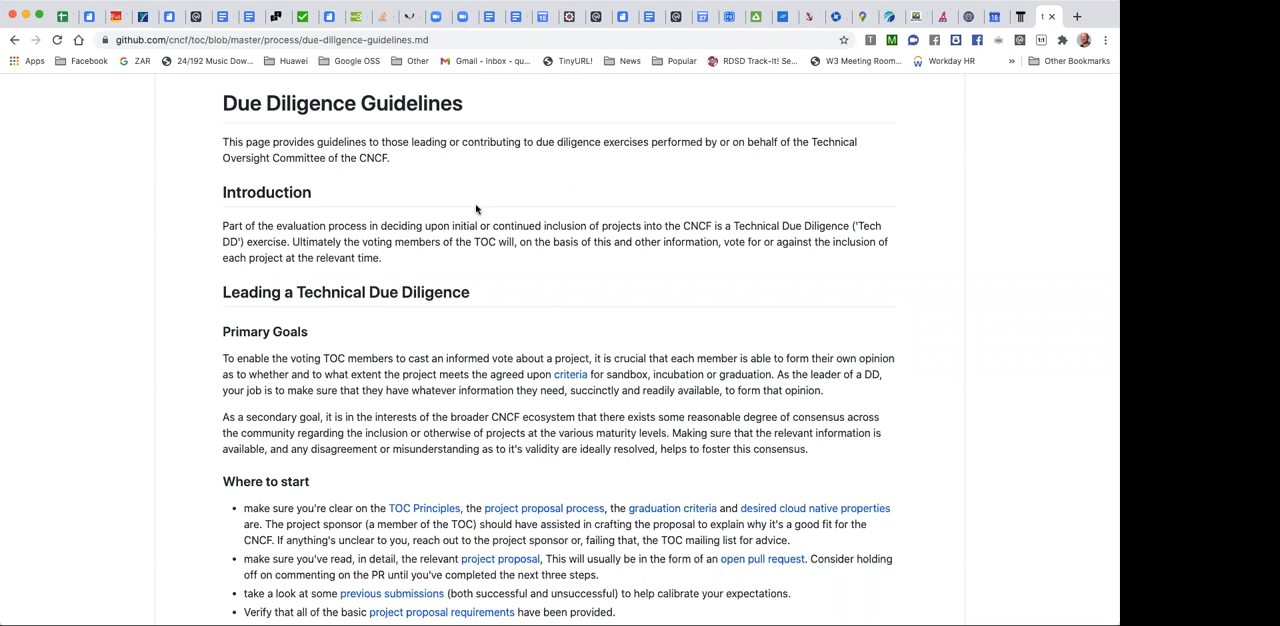 github.com/cncf/toc/blob/master/process/due-diligence-guidelines.md
Apps Facebook ZAR 24/192 Music Dow... Huawei Google OSS Other Gmail - Inbox - qu... TinyURL! News Popular RDSD Track-It! Se... W3 Meeting Room... Workday HR » Other Bookmarks
Due Diligence Guidelines
This page provides guidelines to those leading or contributing to due diligence exercises performed by or on behalf of the Technical
Oversight Committee of the CNCF.
Introduction
Part of the evaluation process in deciding upon initial or continued inclusion of projects into the CNCF is a Technical Due Diligence ('Tech
DD') exercise. Ultimately the voting members of the TOC will, on the basis of this and other information, vote for or against the inclusion of
each project at the relevant time.
Leading a Technical Due Diligence
Primary Goals
To enable the voting TOC members to cast an informed vote about a project, it is crucial that each member is able to form their own opinion
as to whether and to what extent the project meets the agreed upon criteria for sandbox, incubation or graduation. As the leader of a DD,
your job is to make sure that they have whatever information they need, succinctly and readily available, to form that opinion.
As a secondary goal, it is in the interests of the broader CNCF ecosystem that there exists some reasonable degree of consensus across
the community regarding the inclusion or otherwise of projects at the various maturity levels. Making sure that the relevant information is
available, and any disagreement or misunderstanding as to it's validity are ideally resolved, helps to foster this consensus.
Where to start
• make sure you're clear on the TOC Principles, the project proposal process, the graduation criteria and desired cloud native properties
are. The project sponsor (a member of the TOC) should have assisted in crafting the proposal to explain why it's a good fit for the
CNCF. If anything's unclear to you, reach out to the project sponsor or, failing that, the TOC mailing list for advice.
• make sure you've read, in detail, the relevant project proposal, This will usually be in the form of an open pull request. Consider holding
off on commenting on the PR until you've completed the next three steps.
• take a look at some previous submissions (both successful and unsuccessful) to help calibrate your expectations.
• Verify that all of the basic project proposal requirements have been provided.